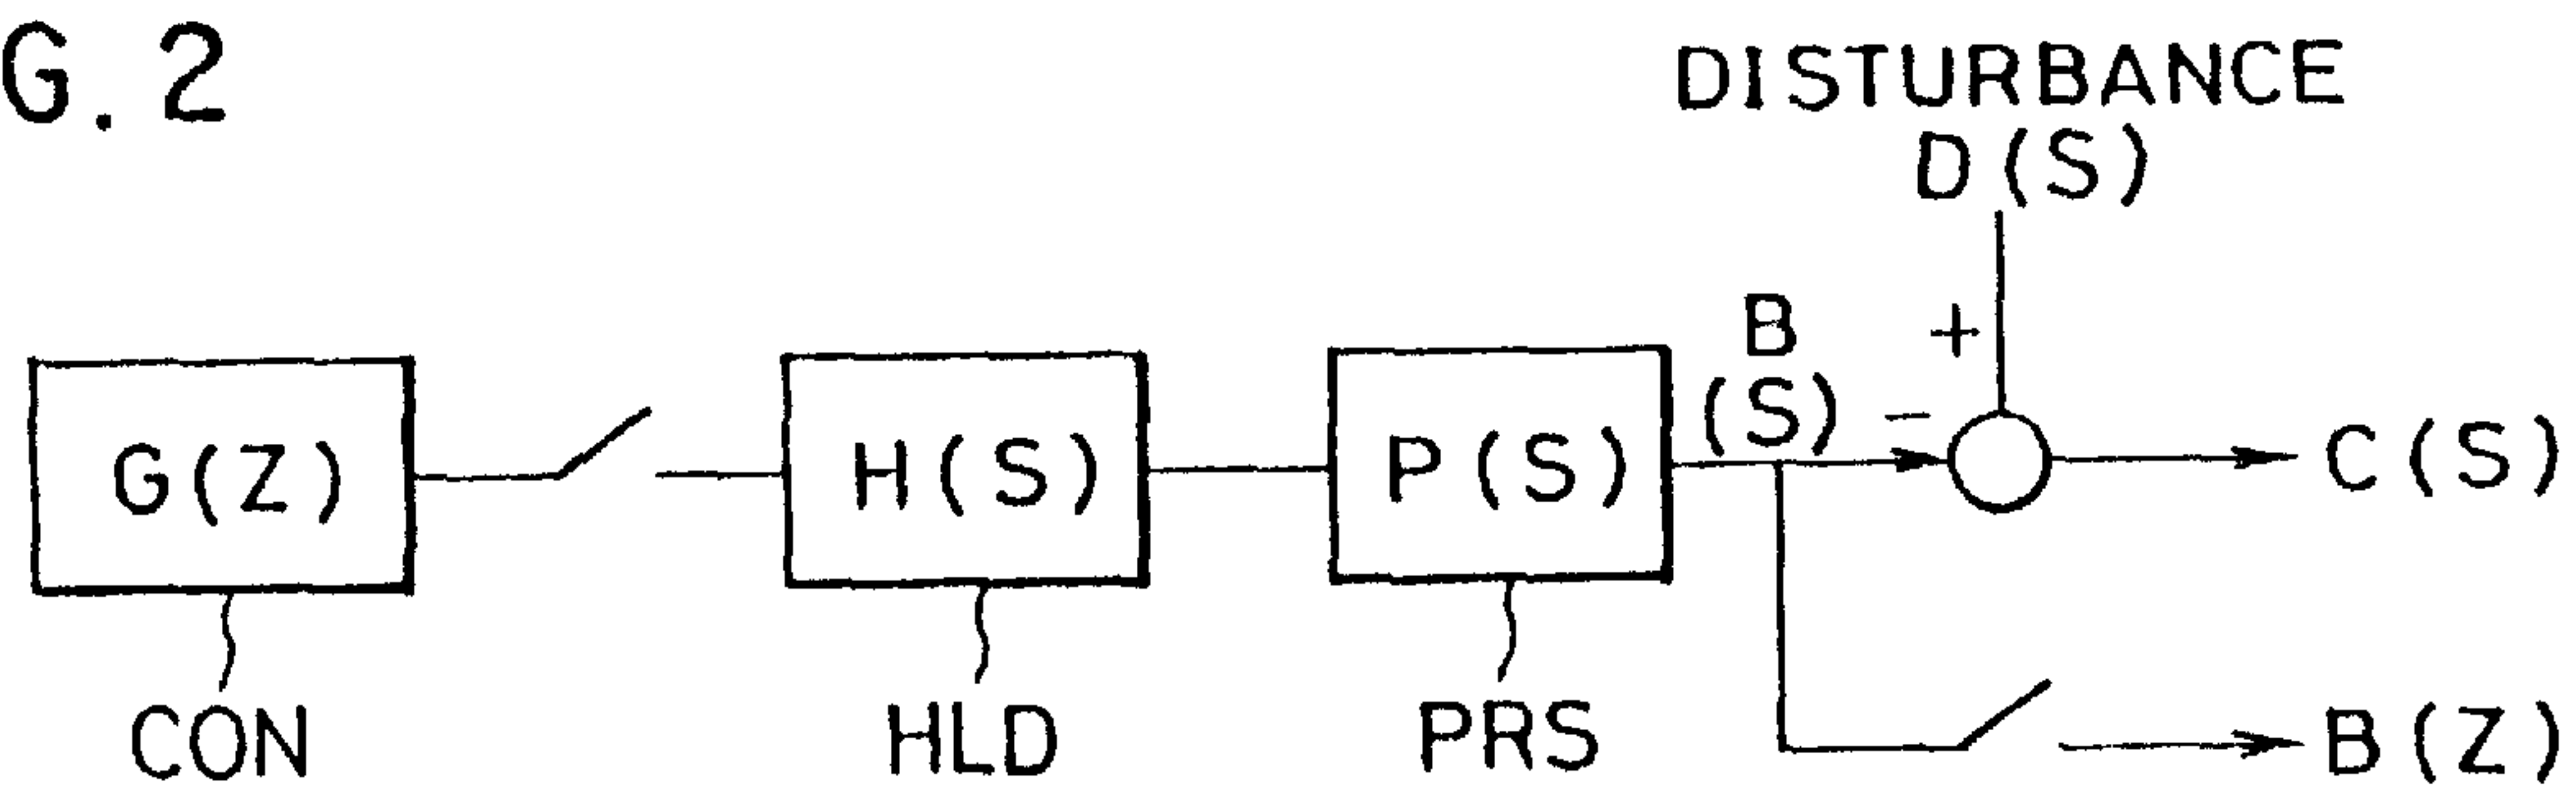 G.2
DISTURBANCE
D(S)
B
(S)
+
−
G(Z)
H(S)
P(S)
C(S)
CON
HLD
PRS
B(Z)